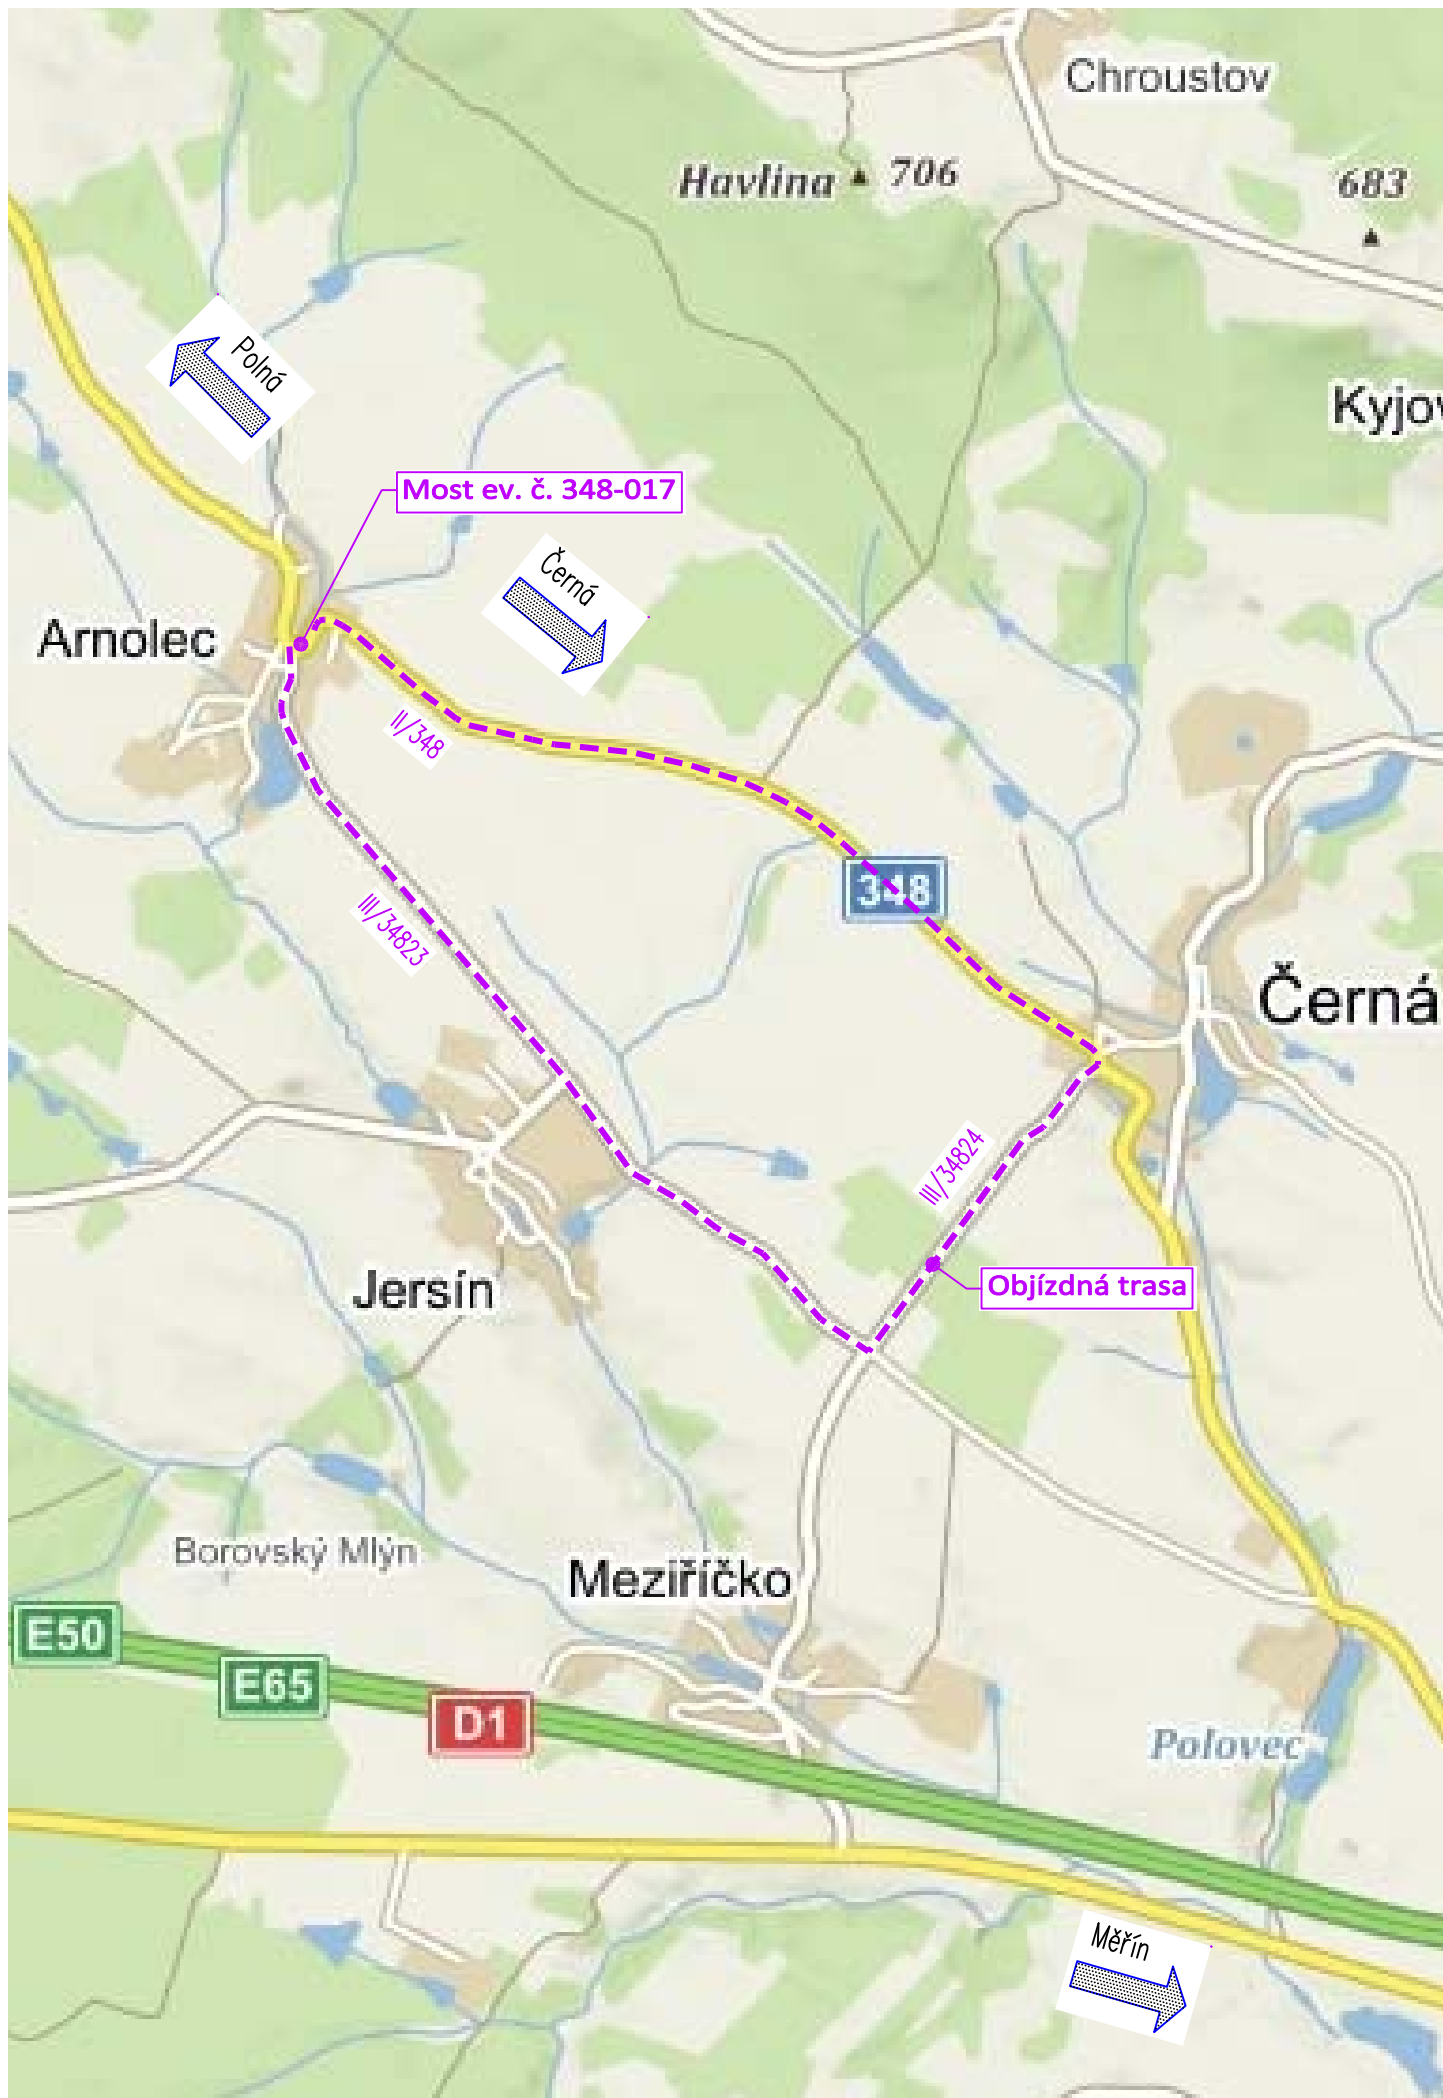 Chroustov
Havlina 706
683
Polná
Kyjov
Most ev. č. 348-017
Černá
Arnolec
II/348
348
III/34823
Černá
III/34824
Objízdná trasa
Jersín
Borovský Mlýn
Meziříčko
E50
E65
D1
Polovec
Měřín